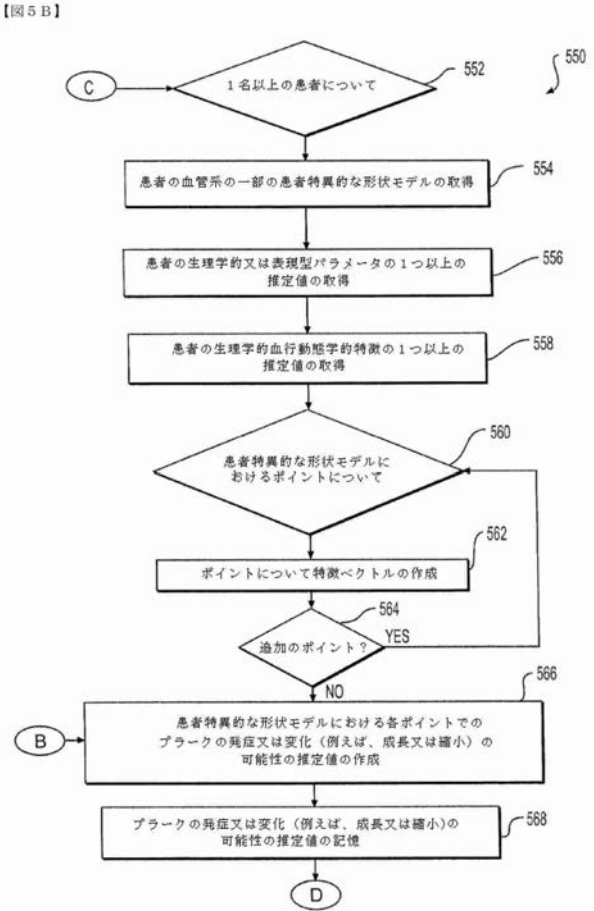 【図5B】
550
552
C
1名以上の患者について
554
患者の血管系の一部の患者特異的な形状モデルの取得
556
患者の生理学的又は表現型パラメータの1つ以上の
推定値の取得
558
患者の生理学的血行動態学的特徴の1つ以上の
推定値の取得
560
患者特異的な形状モデルに
おけるポイントについて
562
ポイントについて特徴ベクトルの作成
564
追加のポイント?
YES
NO
566
B
患者特異的な形状モデルにおける各ポイントでの
プラークの発症又は変化(例えば、成長又は縮小)の
可能性の推定値の作成
568
プラークの発症又は変化(例えば、成長又は縮小)の
可能性の推定値の記憶
D